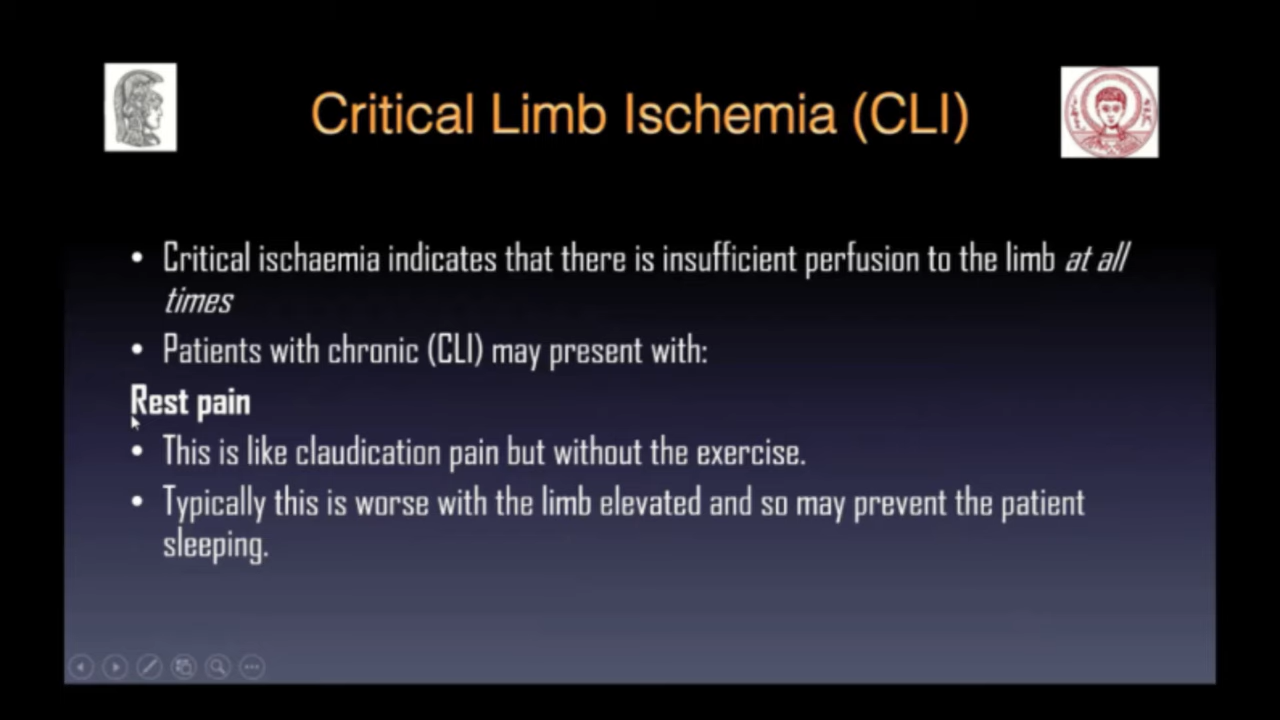 Critical Limb Ischemia (CLI)
• Critical ischaemia indicates that there is insufficient perfusion to the limb at all
times
• Patients with chronic (CLI) may present with:
Rest pain
• This is like claudication pain but without the exercise.
• Typically this is worse with the limb elevated and so may prevent the patient
sleeping.